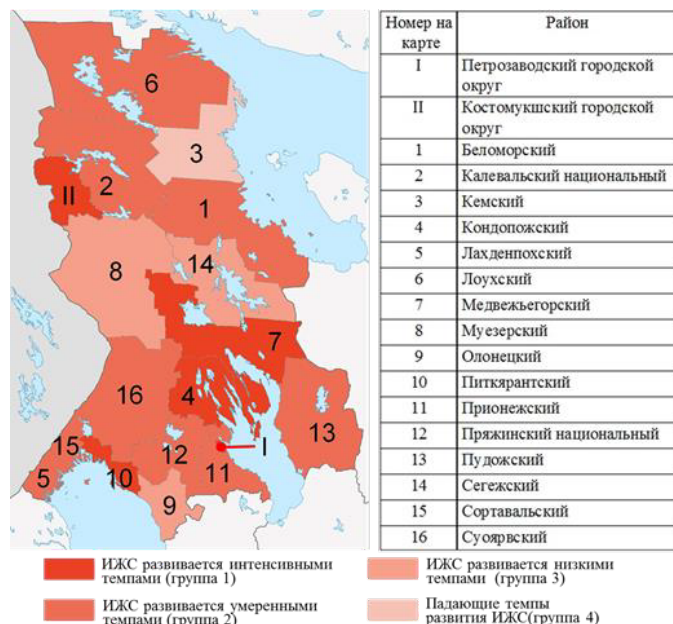 6
3
II
2
1
8
14
7
16
4
13
I
15
12
5
10
11
9
Номер на карте Район
I Петрозаводский городской
округ
II Костомукшский городской
округ
1 Беломорский
2 Калевальский национальный
3 Кемский
4 Кондопожский
5 Лахденпохский
6 Лоухский
7 Медвежьегорский
8 Муезерский
9 Олонецкий
10 Питкярантский
11 Прионежский
12 Пряжинский национальный
13 Пудожский
14 Сегежский
15 Сортавальский
16 Суоярвский
ИЖС развивается интенсивными
темпами (группа 1)
ИЖС развивается умеренными
темпами (группа 2)
ИЖС развивается низкими
темпами (группа 3)
Падающие темпы
развития ИЖС(группа 4)